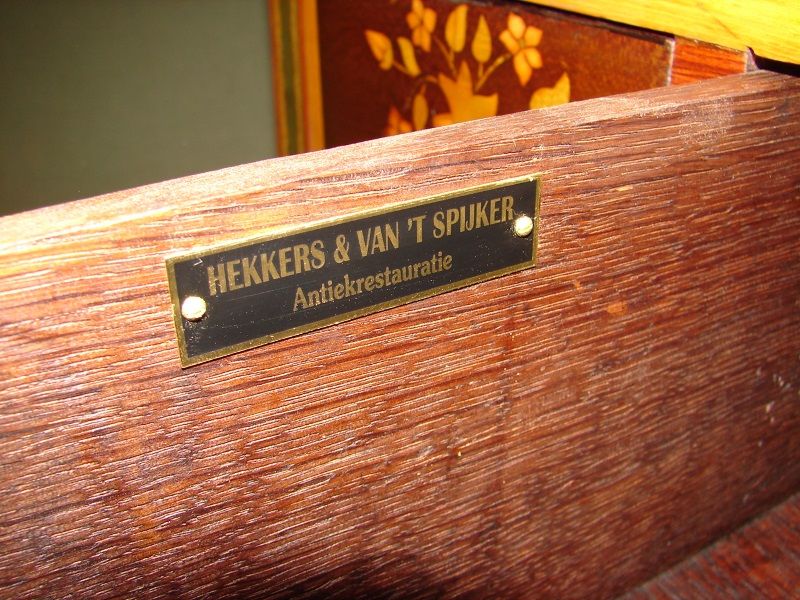 HEKKERS & VAN 'T SPIJKER
Antiekrestauratie